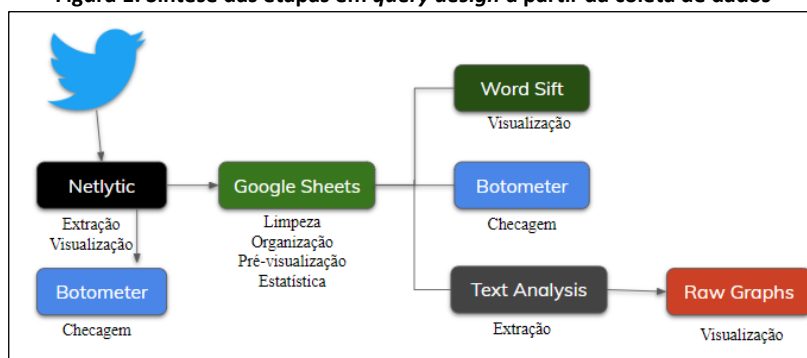 Figura 1. Síntese das etapas em query design a partir da coleta de dados
Word Sift
Visualização
Netlytic
Google Sheets
Botometer
Extração
Visualização
Limpeza
Organização
Pré-visualização
Estatística
Checagem
Botometer
Checagem
Text Analysis
Raw Graphs
Extração
Visualização